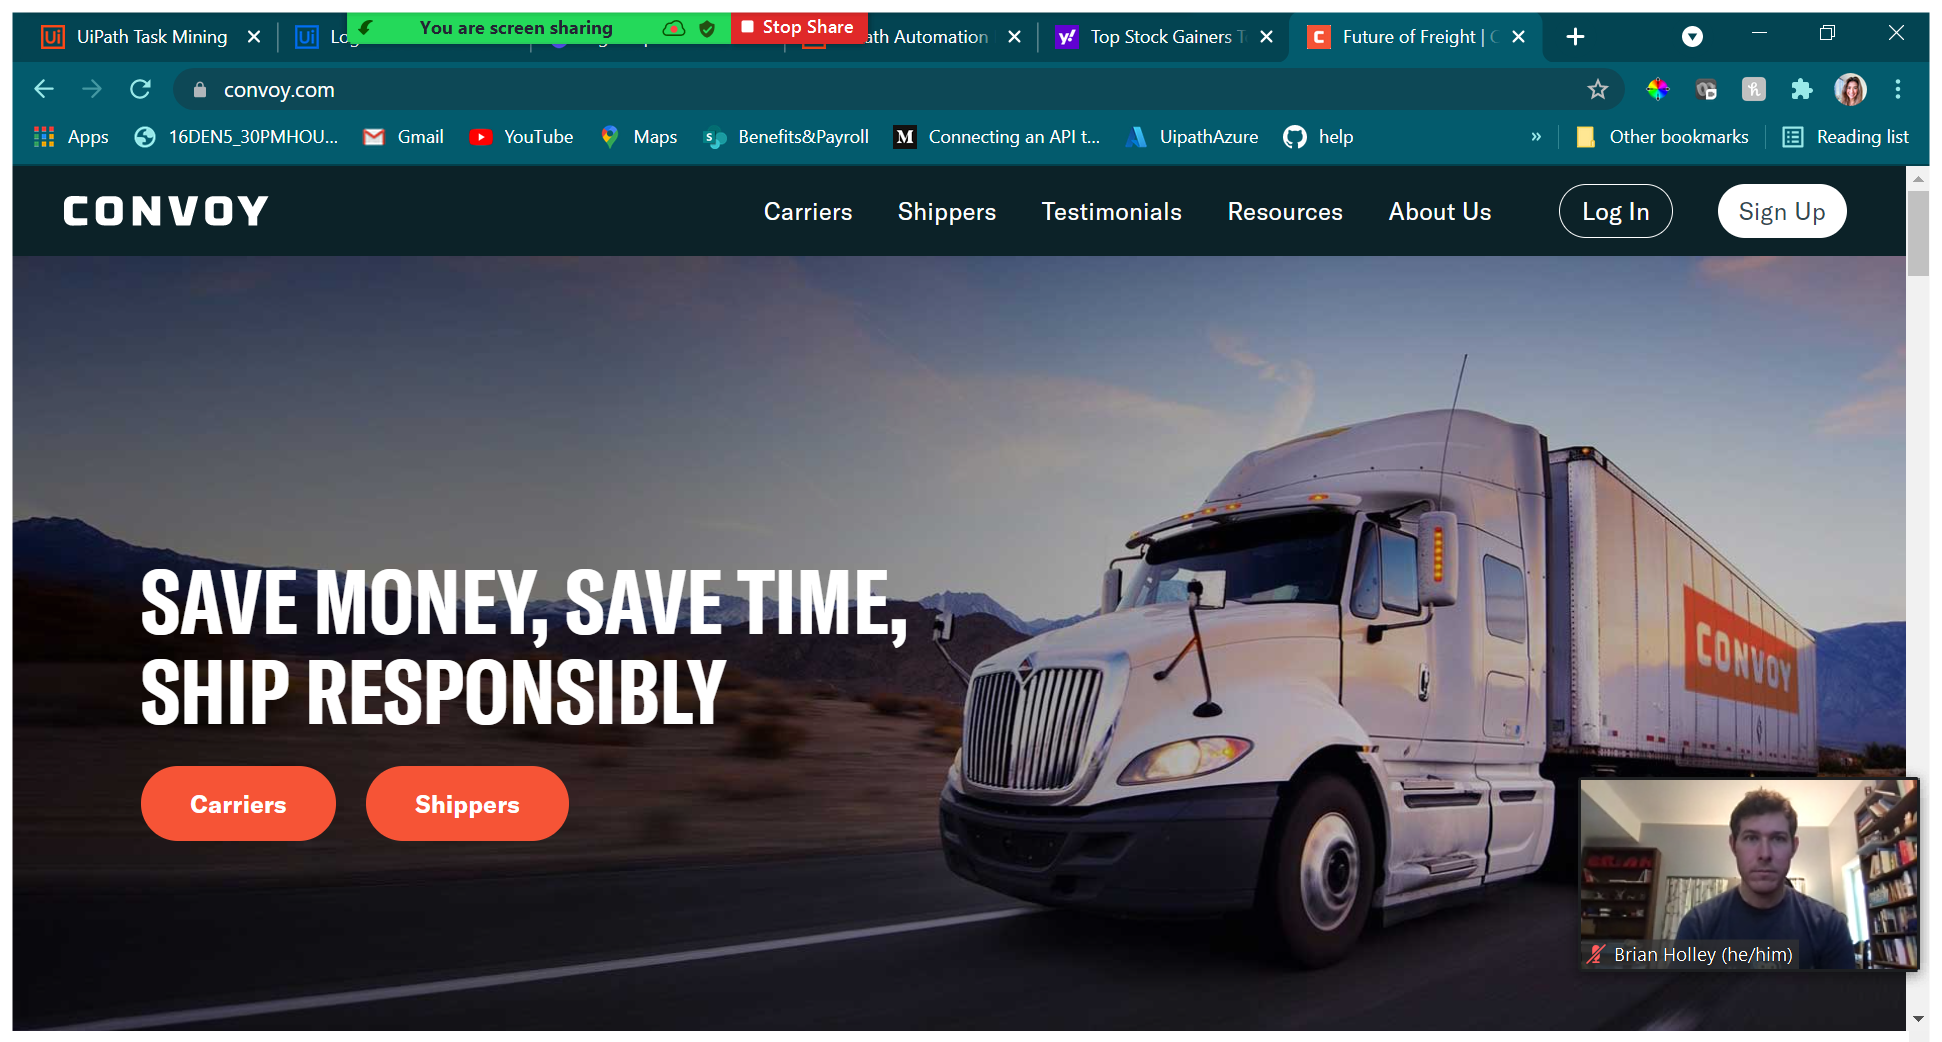 UiPath Task Mining
You are screen sharing
Stop Share
ath Automation
Top Stock Gainers
Future of Freight |
convoy.com
Apps
16DEN5_30PMHOU...
Gmail
YouTube
Maps
Benefits&Payroll
Connecting an API t...
UipathAzure
help
»
Other bookmarks
Reading list
CONVOY
Carriers
Shippers
Testimonials
Resources
About Us
Log In
Sign Up
SAVE MONEY, SAVE TIME,
SHIP RESPONSIBLY
Carriers
Shippers
CONVOY
BRIAN
Brian Holley (he/him)